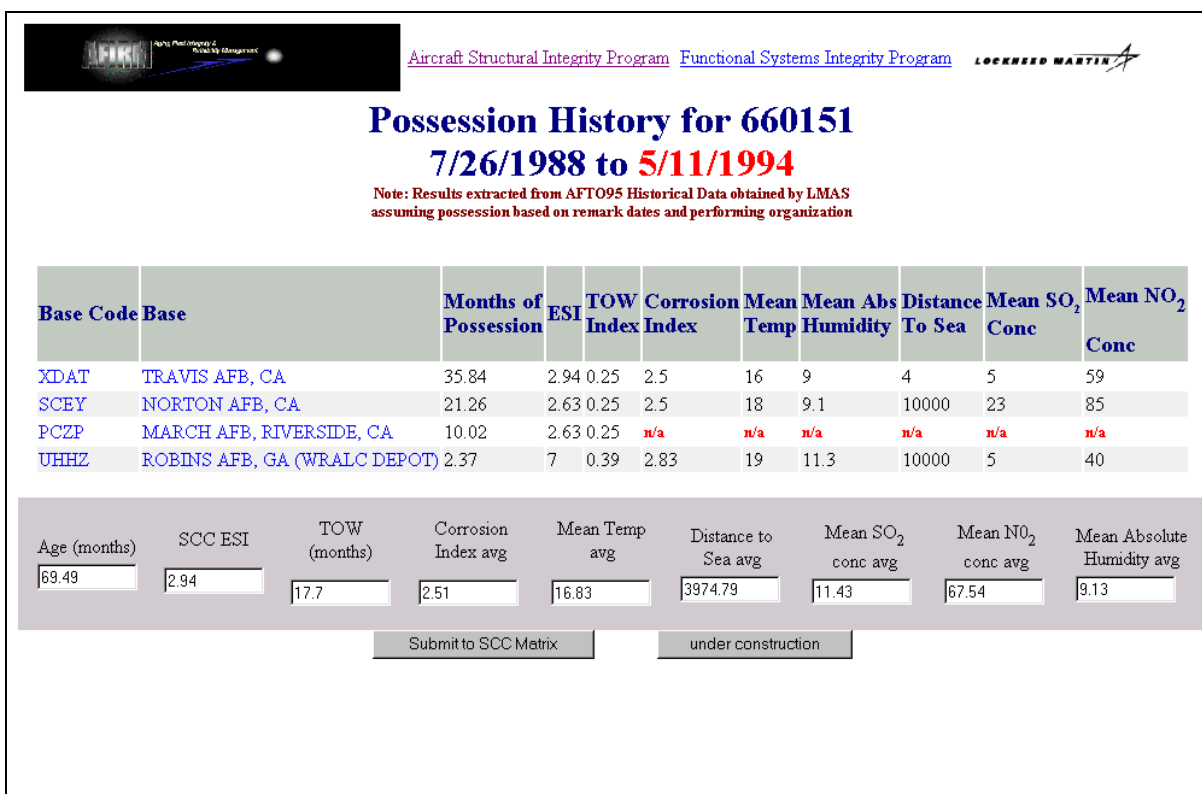 AFIRM Aging, Fleet Integrity & Reliability Management
Aircraft Structural Integrity Program Functional Systems Integrity Program LOCKHEED MARTIN
Possession History for 660151
7/26/1988 to 5/11/1994
Note: Results extracted from AFTO95 Historical Data obtained by LMAS
assuming possession based on remark dates and performing organization
Base Code Base Months of Possession ESI TOW Index Corrosion Index Mean Temp Mean Abs Humidity Distance To Sea Mean SO2 Conc Mean NO2 Conc
XDAT TRAVIS AFB, CA 35.84 2.94 0.25 2.5 16 9 4 5 59
SCEY NORTON AFB, CA 21.26 2.63 0.25 2.5 18 9.1 10000 23 85
PCZP MARCH AFB, RIVERSIDE, CA 10.02 2.63 0.25 n/a n/a n/a n/a n/a n/a
UHHZ ROBINS AFB, GA (WRALC DEPOT) 2.37 7 0.39 2.83 19 11.3 10000 5 40
Age (months) SCC ESI TOW (months) Corrosion Index avg Mean Temp avg Distance to Sea avg Mean SO2 conc avg Mean N02 conc avg Mean Absolute Humidity avg
69.49 2.94 17.7 2.51 16.83 3974.79 11.43 67.54 9.13
Submit to SCC Matrix under construction